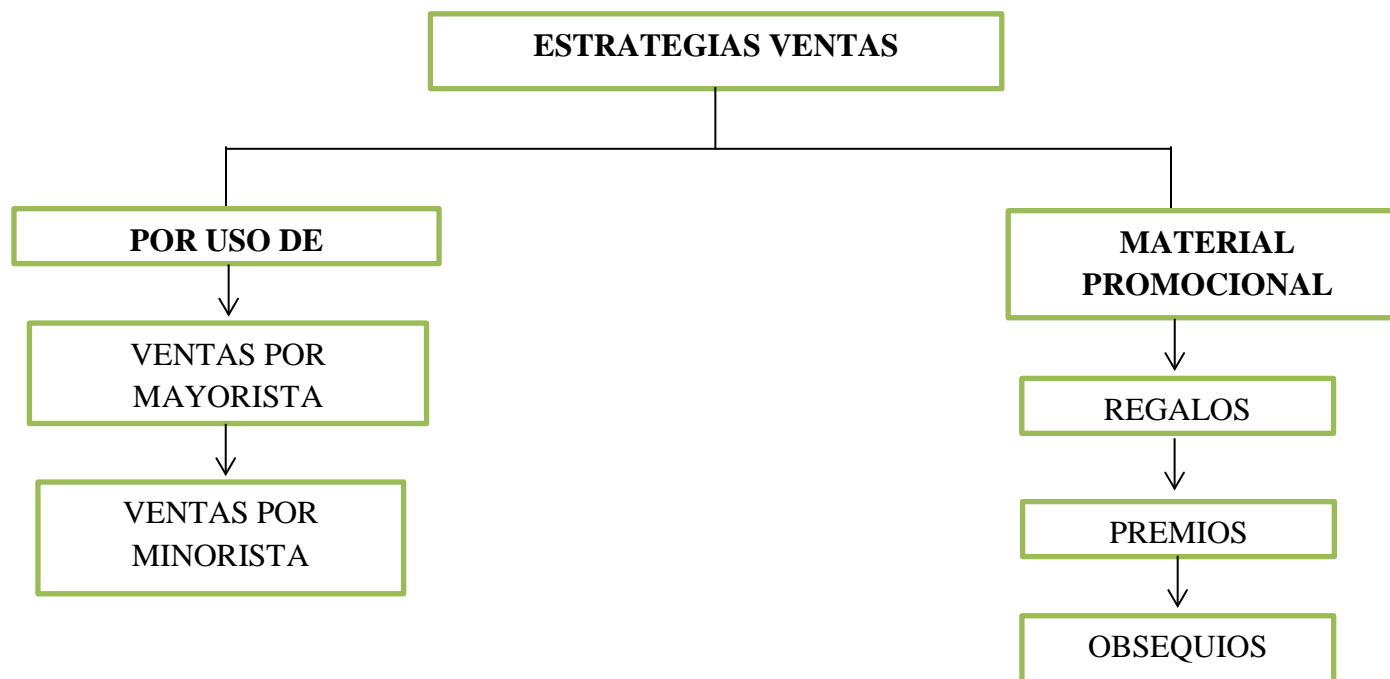 ESTRATEGIAS VENTAS
POR USO DE
VENTAS POR
MAYORISTA
VENTAS POR
MINORISTA
MATERIAL
PROMOCIONAL
REGALOS
PREMIOS
OBSEQUIOS